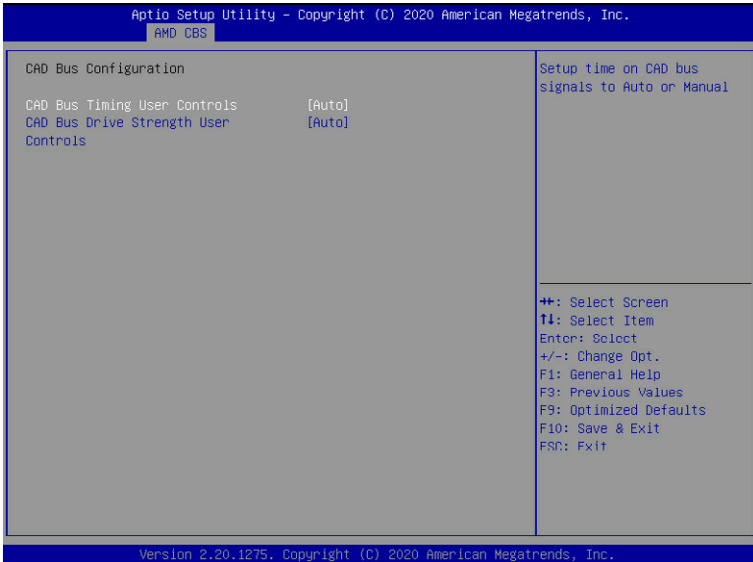 Aptio Setup Utility – Copyright (C) 2020 American Megatrends, Inc.
AMD CBS
CAD Bus Configuration
CAD Bus Timing User Controls [Auto]
CAD Bus Drive Strength User [Auto]
Controls
Setup time on CAD bus
signals to Auto or Manual
→←: Select Screen
↑↓: Select Item
Enter: Select
+/-: Change Opt.
F1: General Help
F3: Previous Values
F9: Optimized Defaults
F10: Save & Exit
ESC: Exit
Version 2.20.1275. Copyright (C) 2020 American Megatrends, Inc.